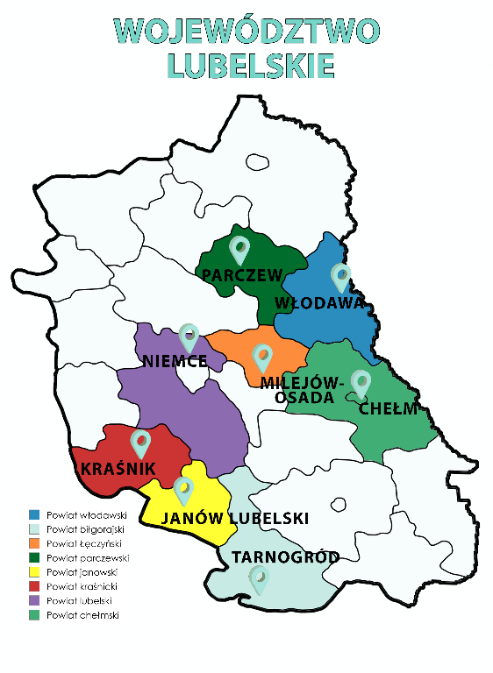 WOJEWÓDZTWO
LUBELSKIE
PARCZEW
WŁODAWA
NIEMCE
MILEJÓW-
OSADA
CHEŁM
KRAŚNIK
JANÓW LUBELSKI
TARNOGRÓD
Powiat włodawski
Powiat biłgorajski
Powiat Łęczyński
Powiat parczewski
Powiat janowski
Powiat kraśnicki
Powiat lubelski
Powiat chełmski